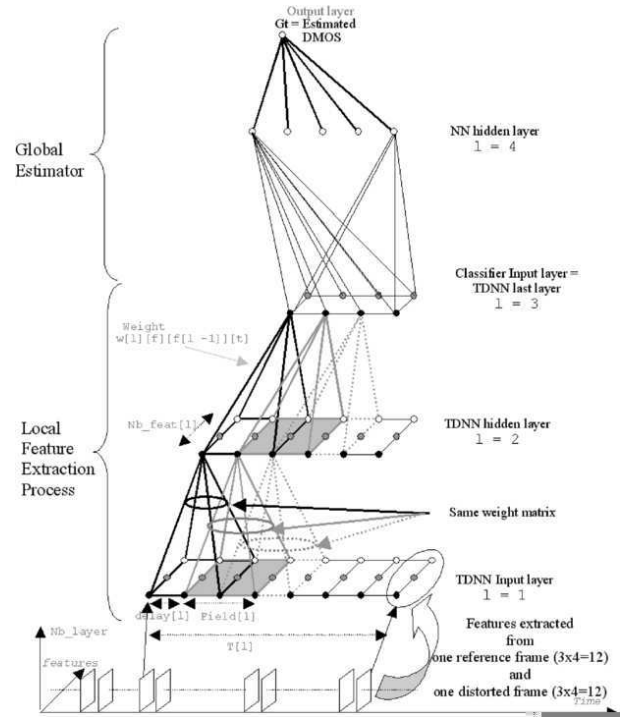 Output layer
Gt = Estimated
DMOS
Global
Estimator
NN hidden layer
l = 4
Classifier Input layer =
TDNN last layer
l = 3
Weight
w[l][f][f[l -1]][t]
Nb_feat[l]
TDNN hidden layer
l = 2
Local
Feature
Extraction
Process
Same weight matrix
TDNN Input layer
l = 1
delay[l]
Field[l]
T[l]
Nb_layer
features
Features extracted
from
one reference frame (3x4=12)
and
one distorted frame (3x4=12)
Time